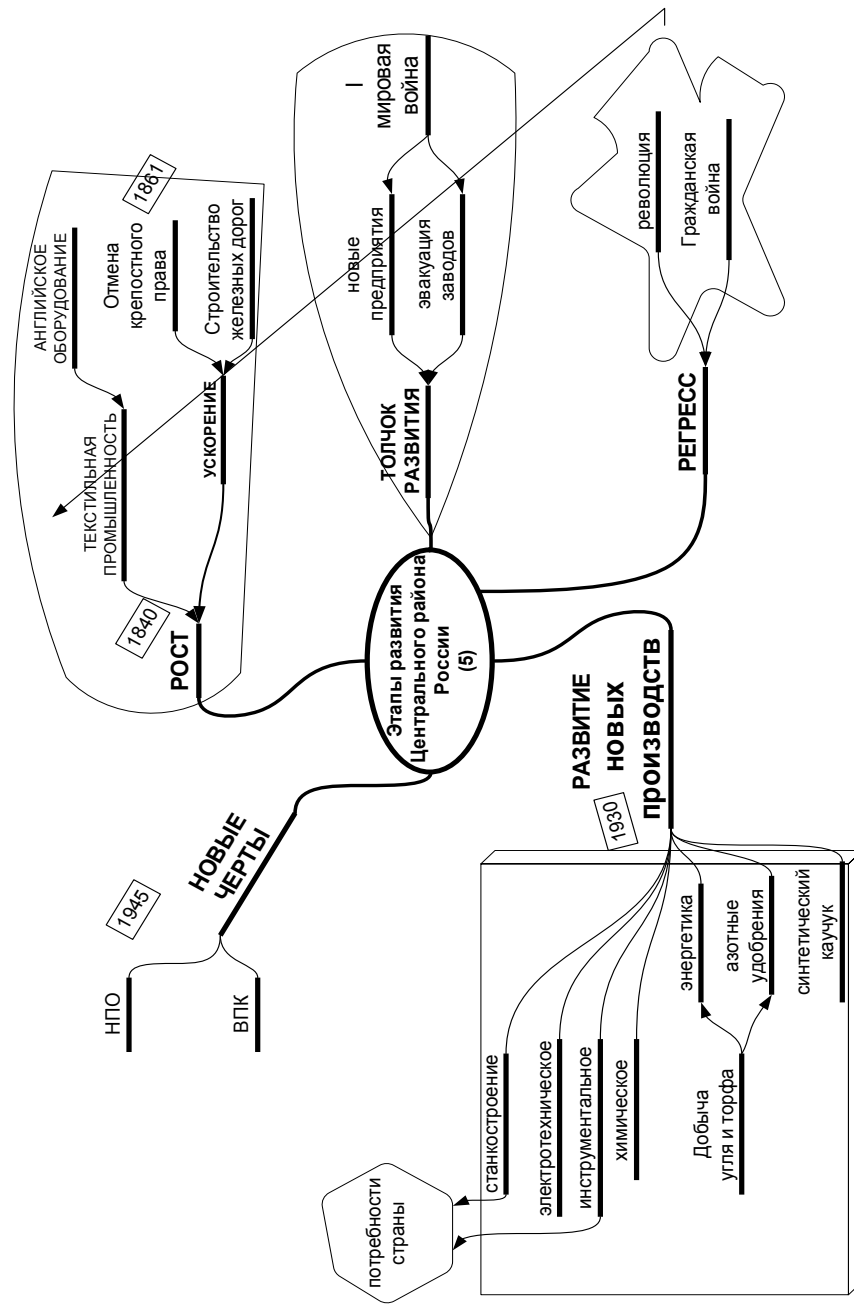 Этапы развития
Центрального района
России
(5)
РОСТ
1840
ТЕКСТИЛЬНАЯ
ПРОМЫШЛЕННОСТЬ
АНГЛИЙСКОЕ
ОБОРУДОВАНИЕ
УСКОРЕНИЕ
1861
Отмена
крепостного
права
Строительство
железных дорог
ТОЛЧОК
РАЗВИТИЯ
новые
предприятия
эвакуация
заводов
I
мировая
война
РЕГРЕСС
революция
Гражданская
война
РАЗВИТИЕ
НОВЫХ
производств
1930
станкостроение
электротехническое
инструментальное
химическое
энергетика
азотные
удобрения
синтетический
каучук
Добыча
угля и торфа
потребности
страны
НОВЫЕ
ЧЕРТЫ
1945
НПО
ВПК